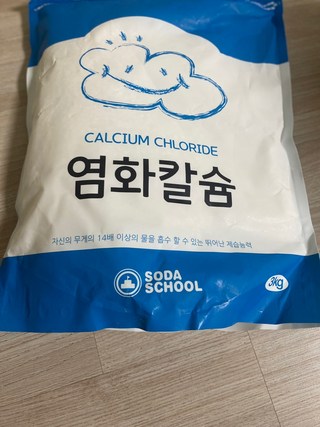 CALCIUM CHLORIDE
염화칼슘
자신의 무게의 14배 이상의 물을 흡수 할 수 있는 뛰어난 제습능력
SODA
SCHOOL
3kg